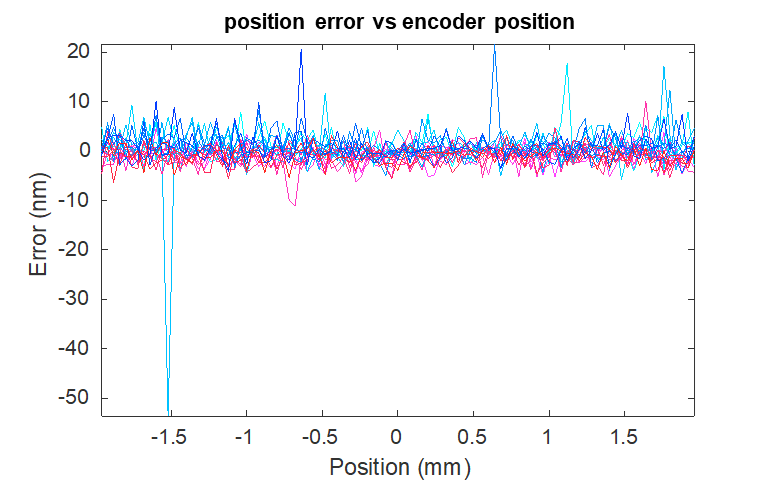 position error vs encoder position
20
10
0
-10
-20
-30
-40
-50
Error (nm)
-1.5 -1 -0.5 0 0.5 1 1.5
Position (mm)